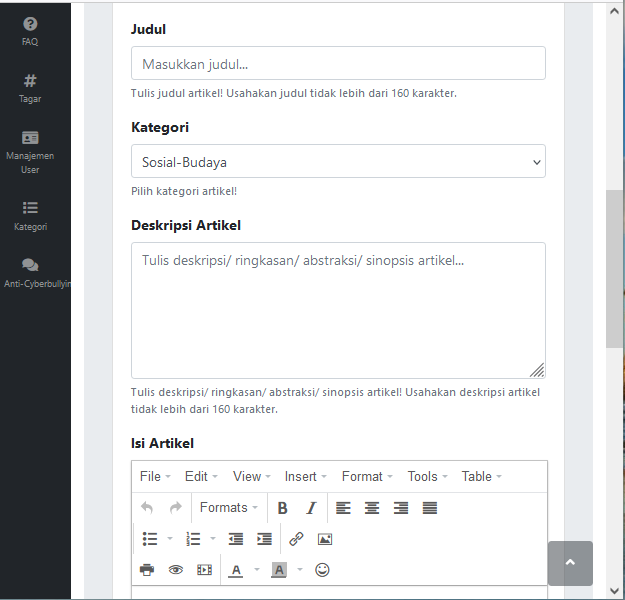 FAQ
Tagar
Manajemen
User
Kategori
Anti-Cyberbullyin
Judul
Masukkan judul...
Tulis judul artikel! Usahakan judul tidak lebih dari 160 karakter.
Kategori
Sosial-Budaya
Pilih kategori artikel!
Deskripsi Artikel
Tulis deskripsi/ ringkasan/ abstraksi/ sinopsis artikel...
Tulis deskripsi/ ringkasan/ abstraksi/ sinopsis artikel! Usahakan deskripsi artikel
tidak lebih dari 160 karakter.
Isi Artikel
File Edit View Insert Format Tools Table
Formats B I
A A